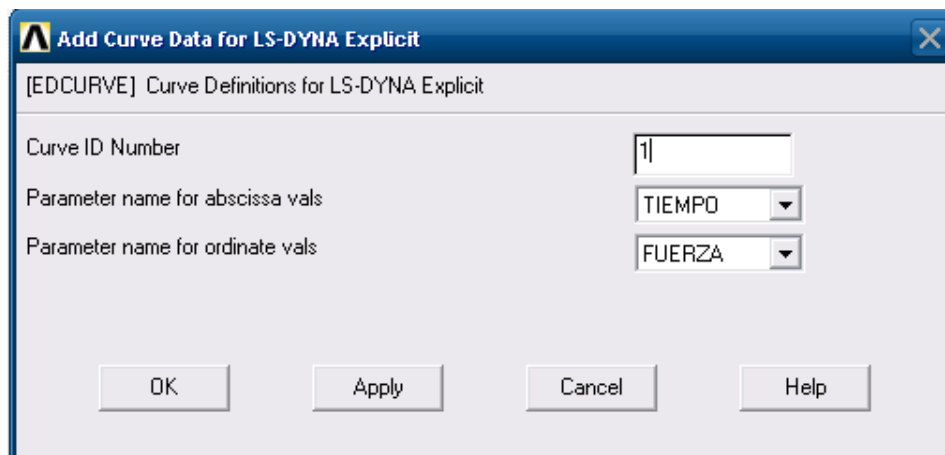 Add Curve Data for LS-DYNA Explicit
[EDCURVE] Curve Definitions for LS-DYNA Explicit
Curve ID Number 1
Parameter name for abscissa vals TIEMPO
Parameter name for ordinate vals FUERZA
OK Apply Cancel Help